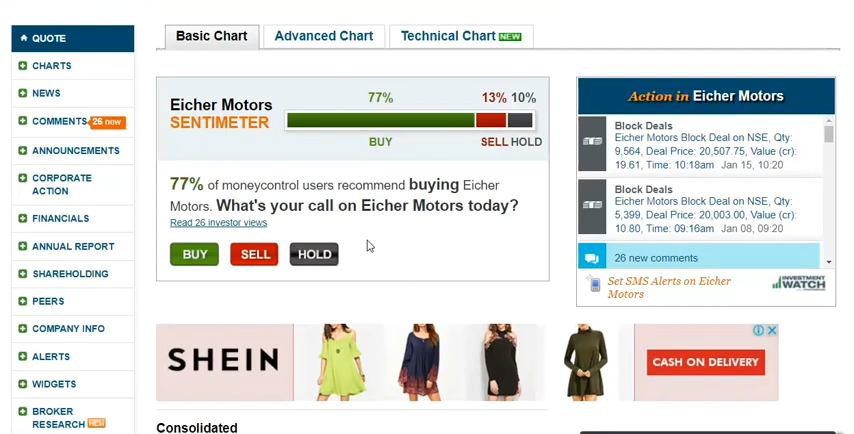 QUOTE
CHARTS
NEWS
COMMENTS 26 new
ANNOUNCEMENTS
CORPORATE
ACTION
FINANCIALS
ANNUAL REPORT
SHAREHOLDING
PEERS
COMPANY INFO
ALERTS
WIDGETS
BROKER
RESEARCH NEW
Basic Chart
Advanced Chart
Technical Chart NEW
Eicher Motors
SENTIMETER
77%
13% 10%
BUY
SELL HOLD
77% of moneycontrol users recommend buying Eicher
Motors. What's your call on Eicher Motors today?
Read 26 investor views
BUY
SELL
HOLD
Action in Eicher Motors
Block Deals
Eicher Motors Block Deal on NSE, Qty:
9,564, Deal Price: 20,507.75, Value (cr):
19.61, Time: 10:18am Jan 15, 10:20
Block Deals
Eicher Motors Block Deal on NSE, Qty:
5,399, Deal Price: 20,003.00, Value (cr):
10.80, Time: 09:16am Jan 08, 09:20
26 new comments
Set SMS Alerts on Eicher
Motors
INVESTMENT
WATCH
SHEIN
CASH ON DELIVERY
Consolidated